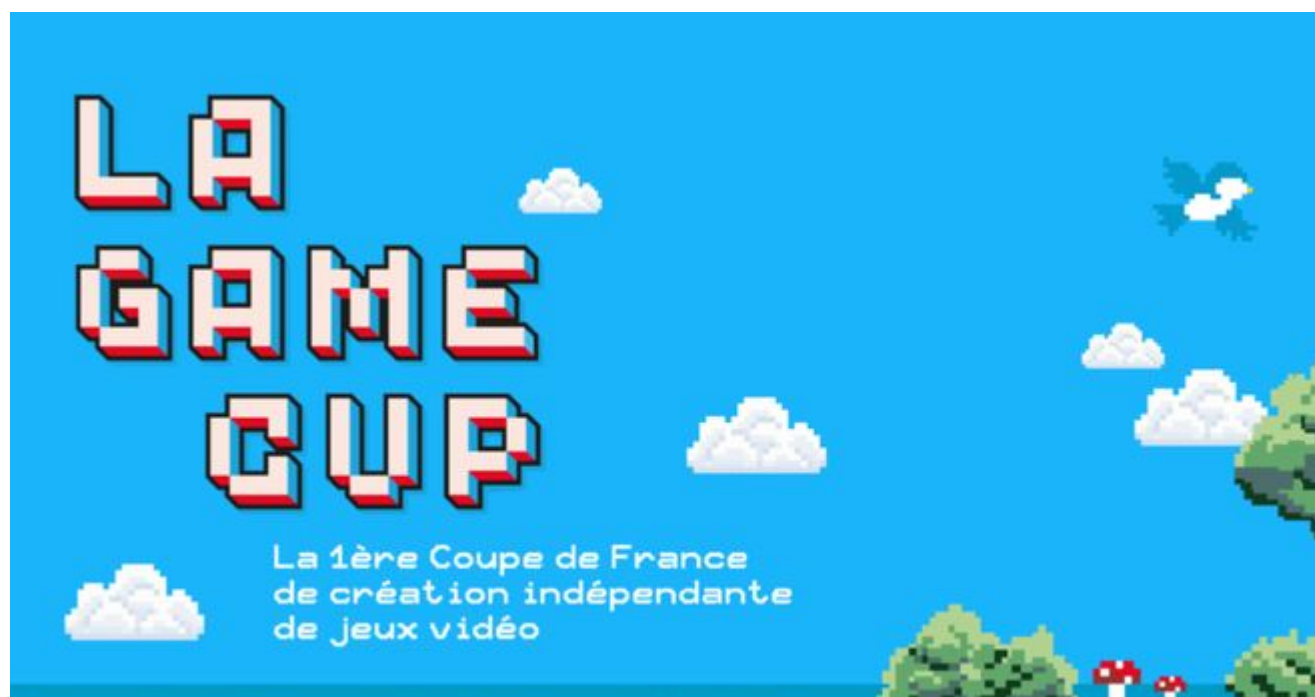 LA
GAME
CUP
La 1ère Coupe de France
de création indépendante
de jeux vidéo